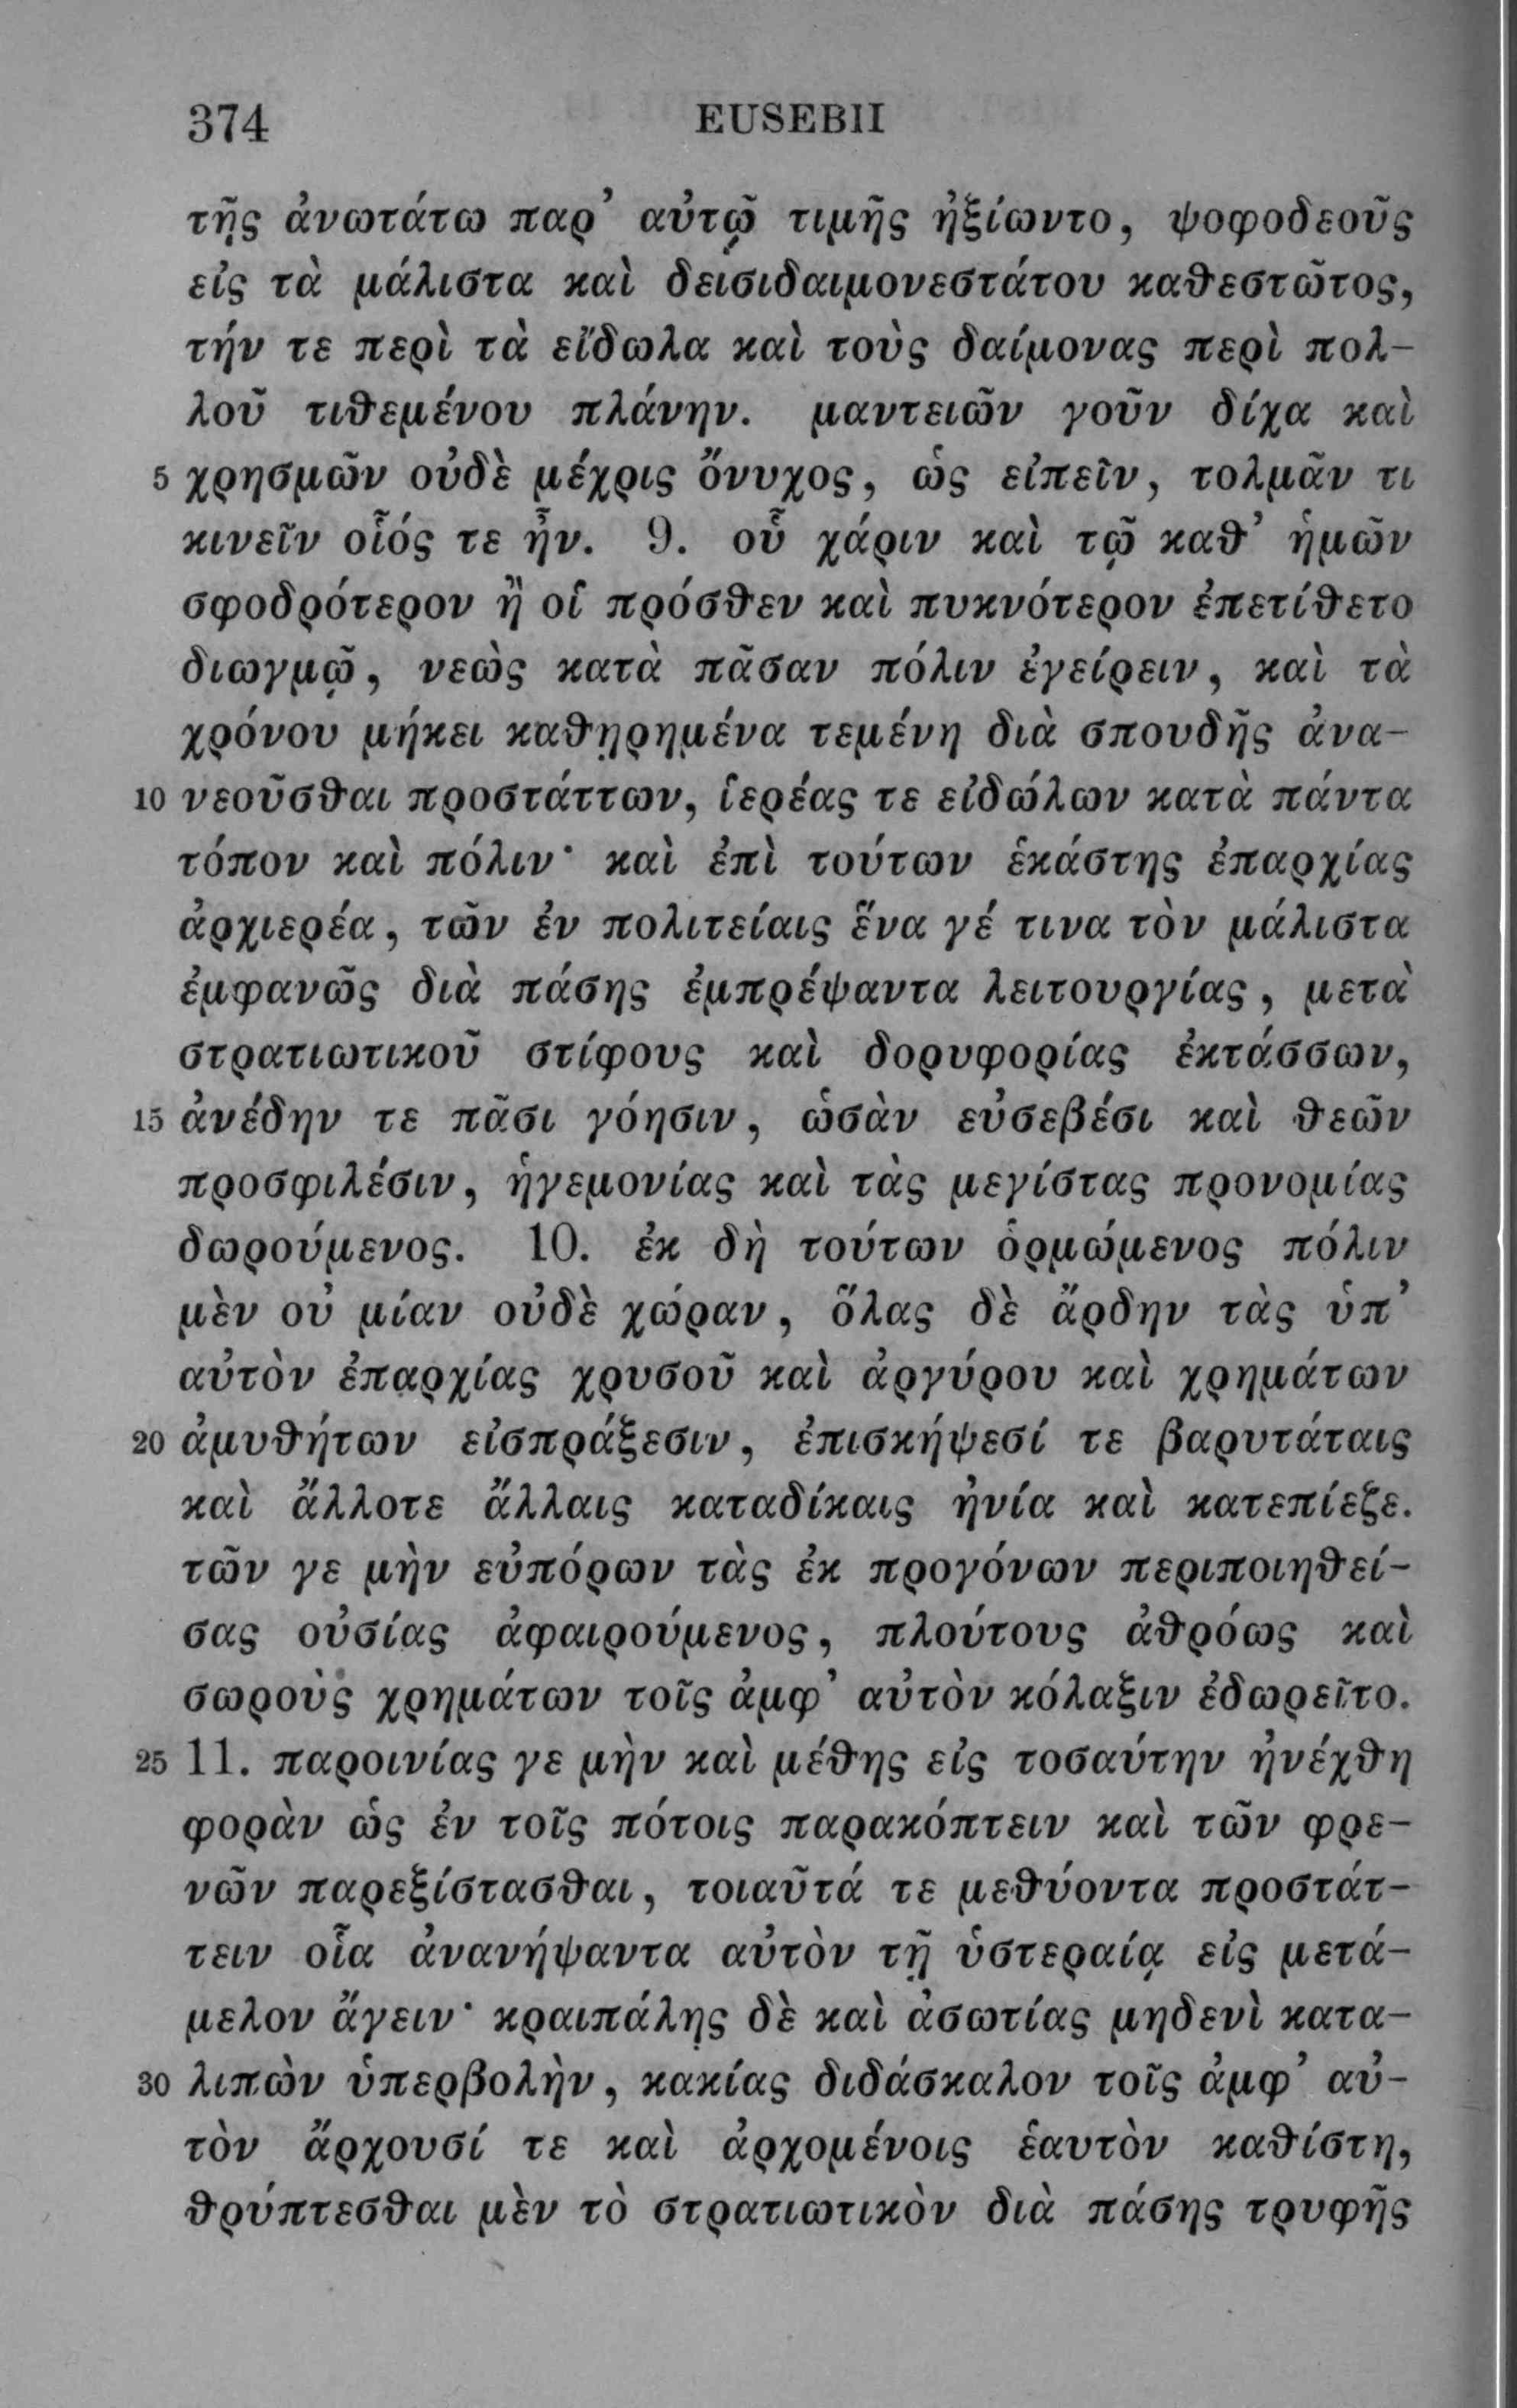 374 EUSEBII
τῆς ἀνωτάτω παρ’ αὐτῷ τιμῆς ἠξίωντο, ψοφοδεοῦς
εἰς τὰ μάλιστα καὶ δεισιδαιμονεστάτου καθεστῶτος,
τήν τε περὶ τὰ εἴδωλα καὶ τοὺς δαίμονας περὶ πολ-
λοῦ τιθεμένου πλάνην. μαντειῶν γοῦν δίχα καὶ
5 χρησμῶν οὐδὲ μέχρις ὄνυχος, ὡς εἰπεῖν, τολμᾶν τι
κινεῖν οἷός τε ἦν. 9. οὗ χάριν καὶ τῷ καθ’ ἡμῶν
σφοδρότερον ἢ οἱ πρόσθεν καὶ πυκνότερον ἐπετίθετο
διωγμῷ, νεὼς κατὰ πᾶσαν πόλιν ἐγείρειν, καὶ τὰ
χρόνου μήκει καθῃρημένα τεμένη διὰ σπουδῆς ἀνα-
10 νεοῦσθαι προστάττων, ἱερέας τε εἰδώλων κατὰ πάντα
τόπον καὶ πόλιν· καὶ ἐπὶ τούτων ἑκάστης ἐπαρχίας
ἀρχιερέα, τῶν ἐν πολιτείαις ἕνα γέ τινα τὸν μάλιστα
ἐμφανῶς διὰ πάσης ἐμπρέψαντα λειτουργίας, μετὰ
στρατιωτικοῦ στίφους καὶ δορυφορίας ἐκτάσσων,
15 ἀνέδην τε πᾶσι γόησιν, ὡσὰν εὐσεβέσι καὶ θεῶν
προσφιλέσιν, ἡγεμονίας καὶ τὰς μεγίστας προνομίας
δωρούμενος. 10. ἐκ δὴ τούτων ὁρμώμενος πόλιν
μὲν οὐ μίαν οὐδὲ χώραν, ὅλας δὲ ἄρδην τὰς ὑπ’
αὐτὸν ἐπαρχίας χρυσοῦ καὶ ἀργύρου καὶ χρημάτων
20 ἀμυθήτων εἰσπράξεσιν, ἐπισκήψεσί τε βαρυτάταις
καὶ ἄλλοτε ἄλλαις καταδίκαις ἠνία καὶ κατεπίεζε.
τῶν γε μὴν εὐπόρων τὰς ἐκ προγόνων περιποιηθεί-
σας οὐσίας ἀφαιρούμενος, πλούτους ἀθρόως καὶ
σωροὺς χρημάτων τοῖς ἀμφ’ αὐτὸν κόλαξιν ἐδωρεῖτο.
25 11. παροινίας γε μὴν καὶ μέθης εἰς τοσαύτην ἠνέχθη
φορὰν ὡς ἐν τοῖς πότοις παρακόπτειν καὶ τῶν φρε-
νῶν παρεξίστασθαι, τοιαῦτά τε μεθύοντα προστάτ-
τειν οἷα ἀνανήψαντα αὐτὸν τῇ ὑστεραίᾳ εἰς μετά-
μελον ἄγειν· κραιπάλης δὲ καὶ ἀσωτίας μηδενὶ κατα-
30 λιπὼν ὑπερβολὴν, κακίας διδάσκαλον τοῖς ἀμφ’ αὐ-
τὸν ἄρχουσί τε καὶ ἀρχομένοις ἑαυτὸν καθίστη,
θρύπτεσθαι μὲν τὸ στρατιωτικὸν διὰ πάσης τρυφῆς